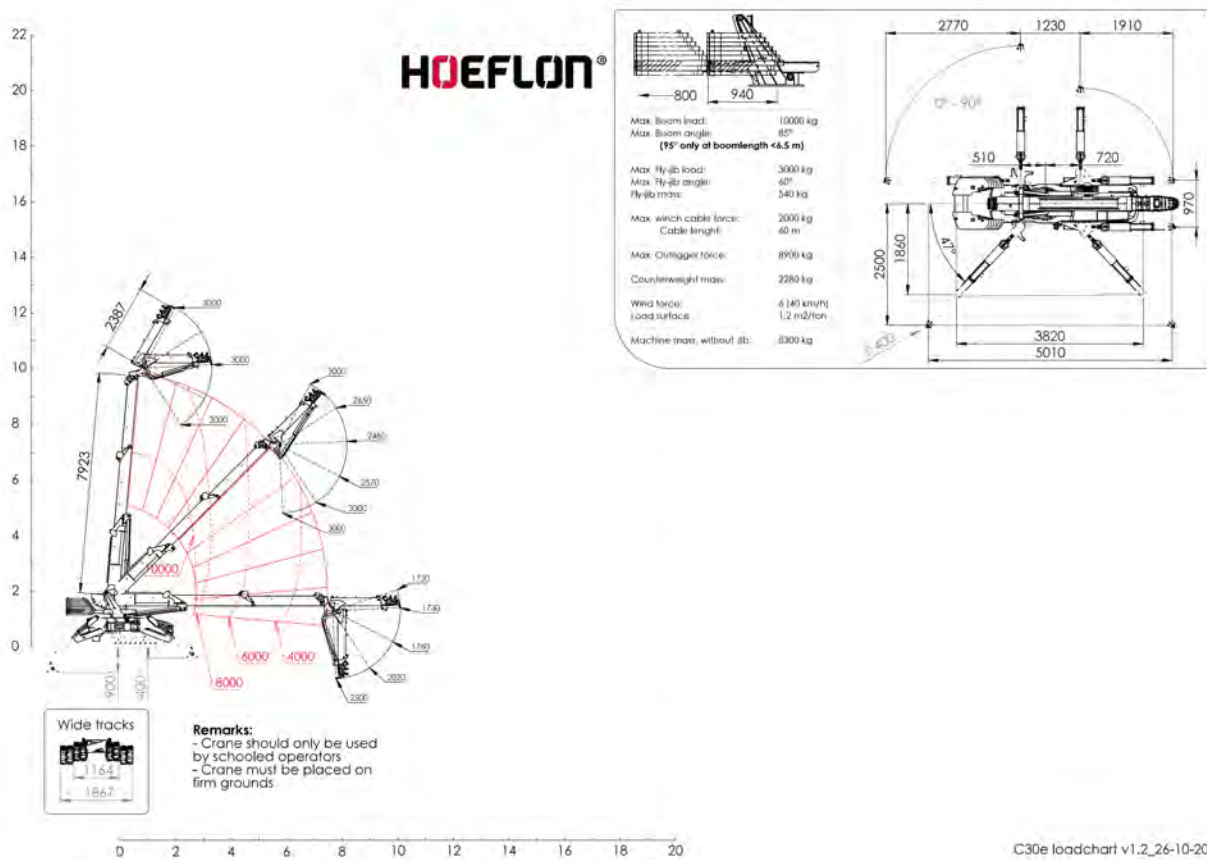 HOEFLON®
22
20
18
16
14
12
10
8
6
4
2
0
2387
3000
3000
3000
7923
3000
2650
2460
2570
3000
3000
10000
1720
1730
1760
2020
2500
6000
4000
8000
900
400
Wide tracks
1164
1867
Remarks:
- Crane should only be used
by schooled operators
- Crane must be placed on
firm grounds
0 2 4 6 8 10 12 14 16 18 20
800 940
Max. Boom load: 10000 kg
Max. Boom angle: 85°
(95° only at boomlength <6.5 m)
Max. Fly-jib load: 3000 kg
Max. Fly-jib angle: 60°
Fly-jib mass: 540 kg
Max. winch cable force: 2000 kg
Cable lenght: 60 m
Max. Outrigger force: 8900 kg
Counterweight mass: 2280 kg
Wind force: 6 (40 km/h)
Load surface 1,2 m2/ton
Machine mass, without jib: 8300 kg
2770 1230 1910
0° - 90°
510 720
970
2500
1860
47°
3820
5010
C30e loadchart v1.2_26-10-20